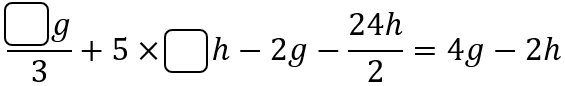 □g/3 + 5 × □h − 2g − 24h/2 = 4g − 2h